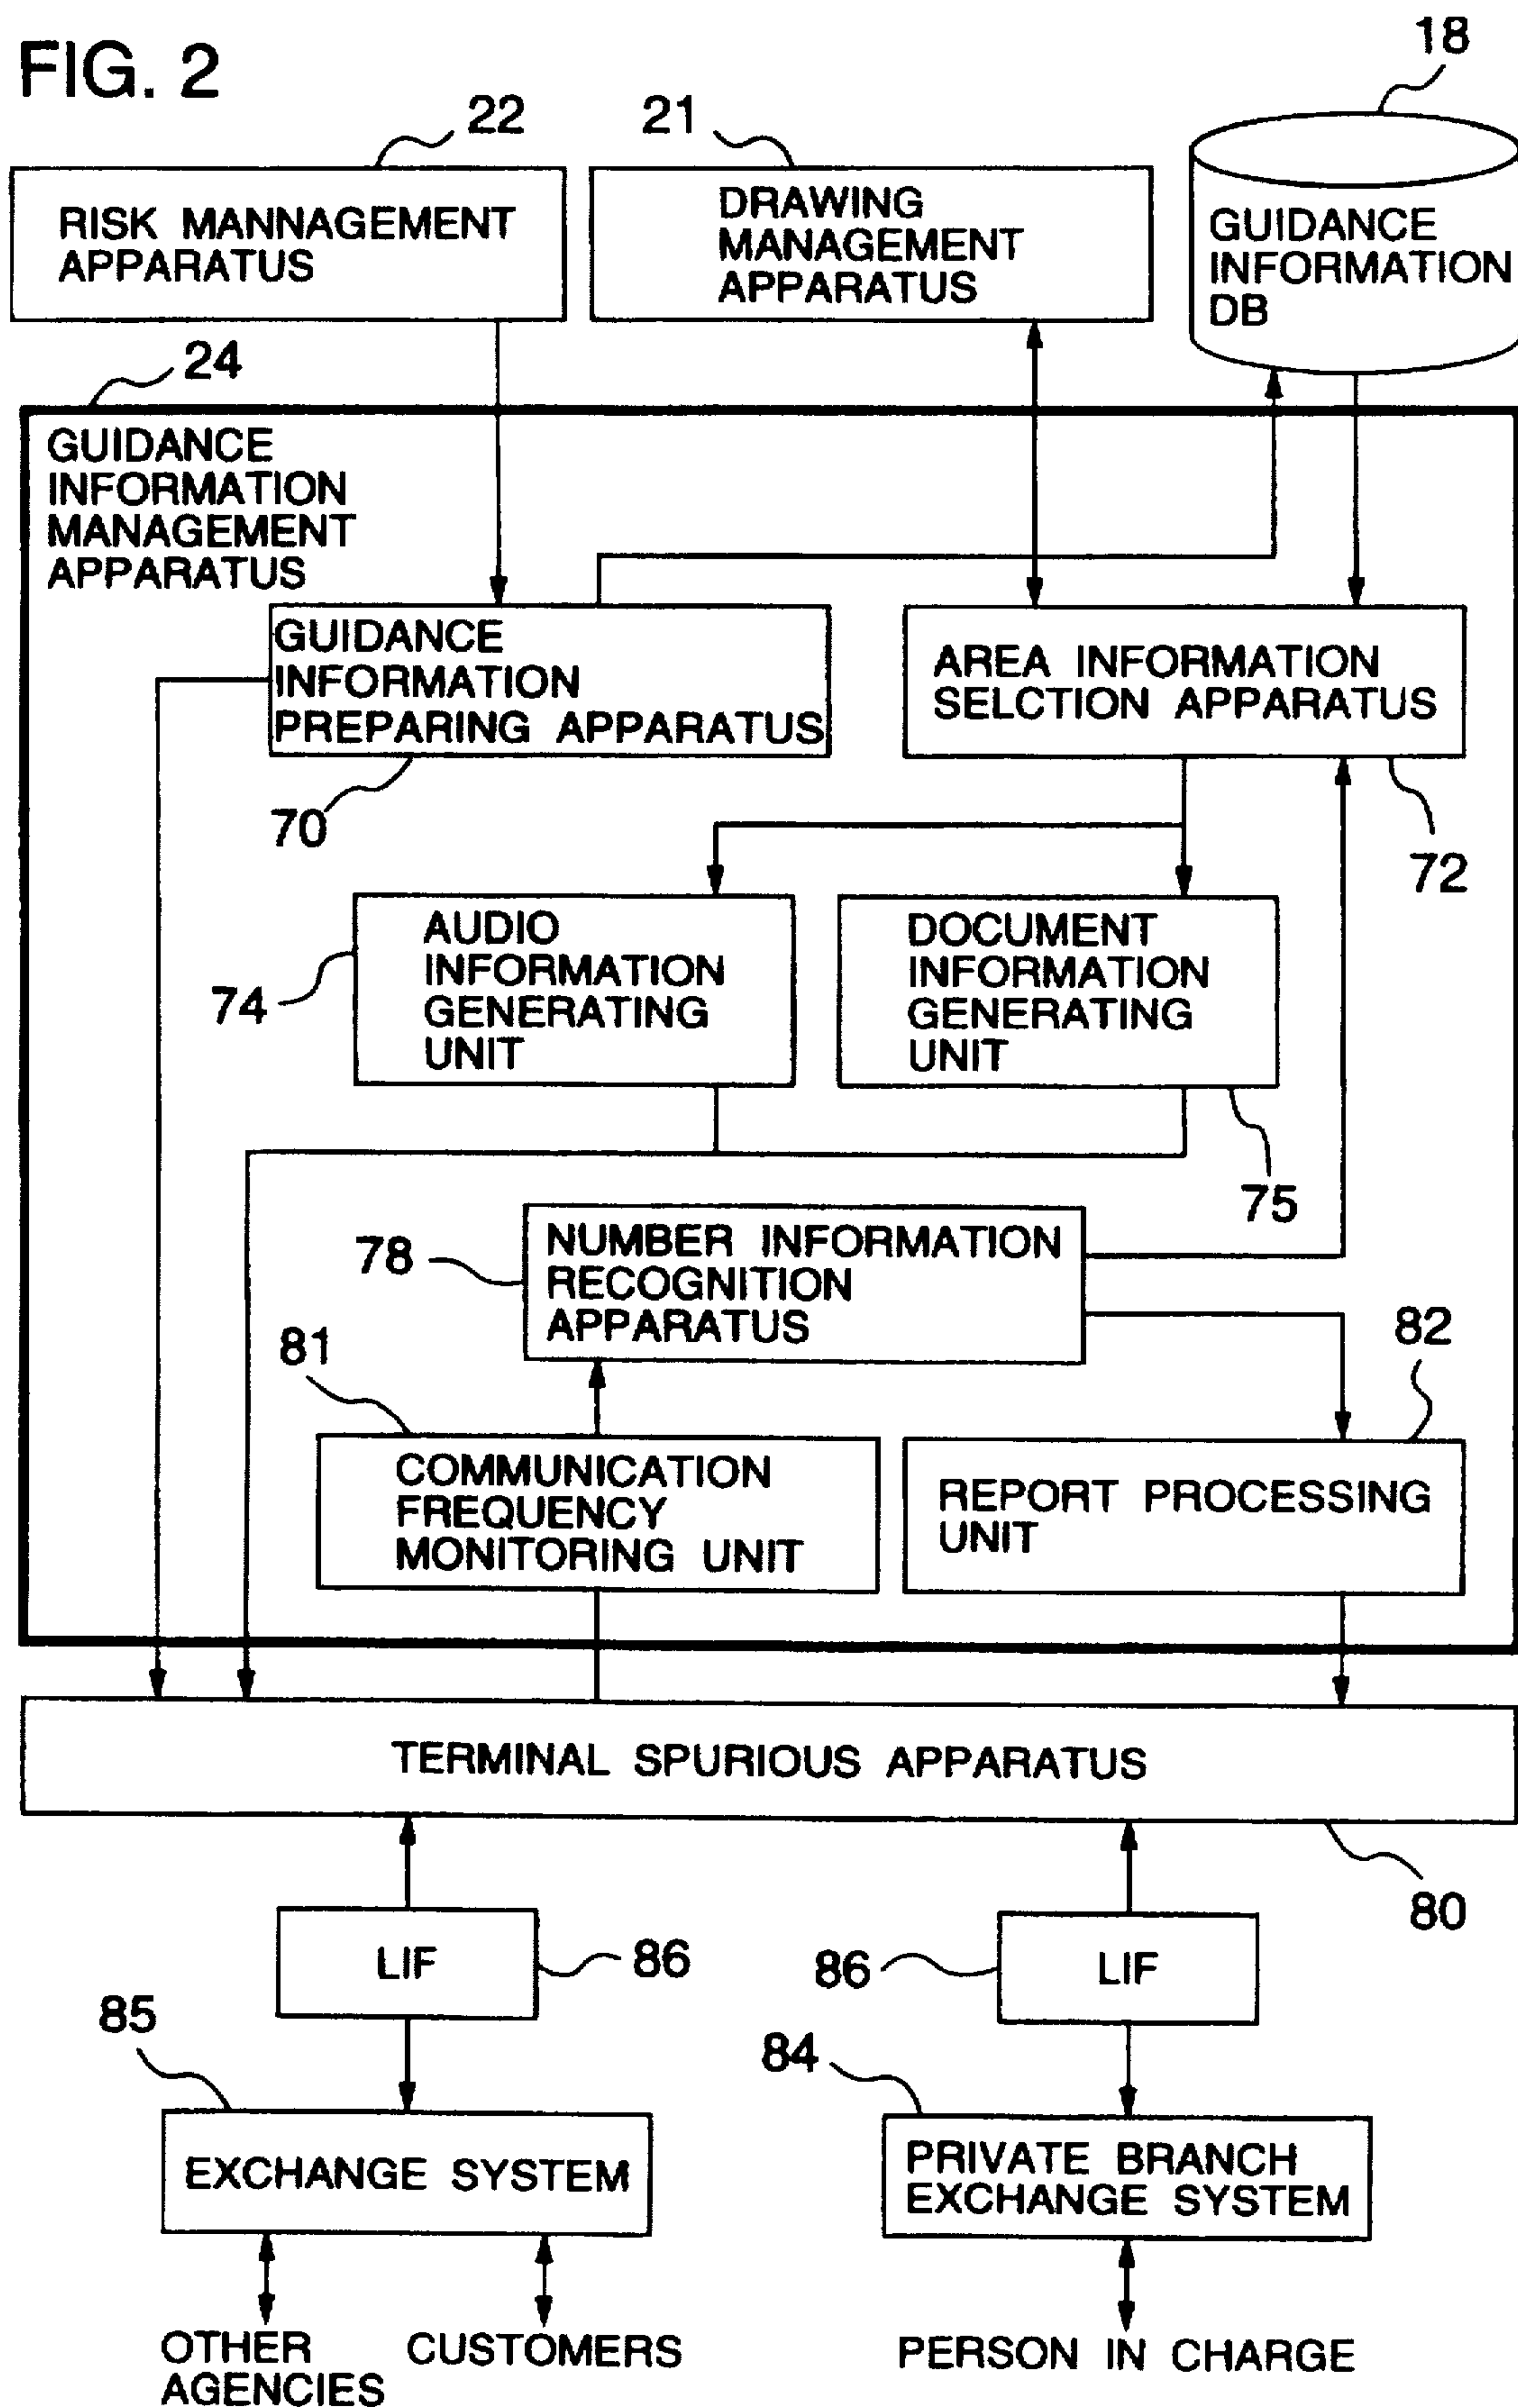 FIG. 2
18
22
21
RISK MANNAGEMENT
APPARATUS
DRAWING
MANAGEMENT
APPARATUS
GUIDANCE
INFORMATION
DB
24
GUIDANCE
INFORMATION
MANAGEMENT
APPARATUS
GUIDANCE
INFORMATION
PREPARING APPARATUS
AREA INFORMATION
SELCTION APPARATUS
70
72
AUDIO
INFORMATION
GENERATING
UNIT
DOCUMENT
INFORMATION
GENERATING
UNIT
74
75
78
NUMBER INFORMATION
RECOGNITION
APPARATUS
81
82
COMMUNICATION
FREQUENCY
MONITORING UNIT
REPORT PROCESSING
UNIT
TERMINAL SPURIOUS APPARATUS
80
LIF
86
86
LIF
85
84
EXCHANGE SYSTEM
PRIVATE BRANCH
EXCHANGE SYSTEM
OTHER
AGENCIES
CUSTOMERS
PERSON IN CHARGE